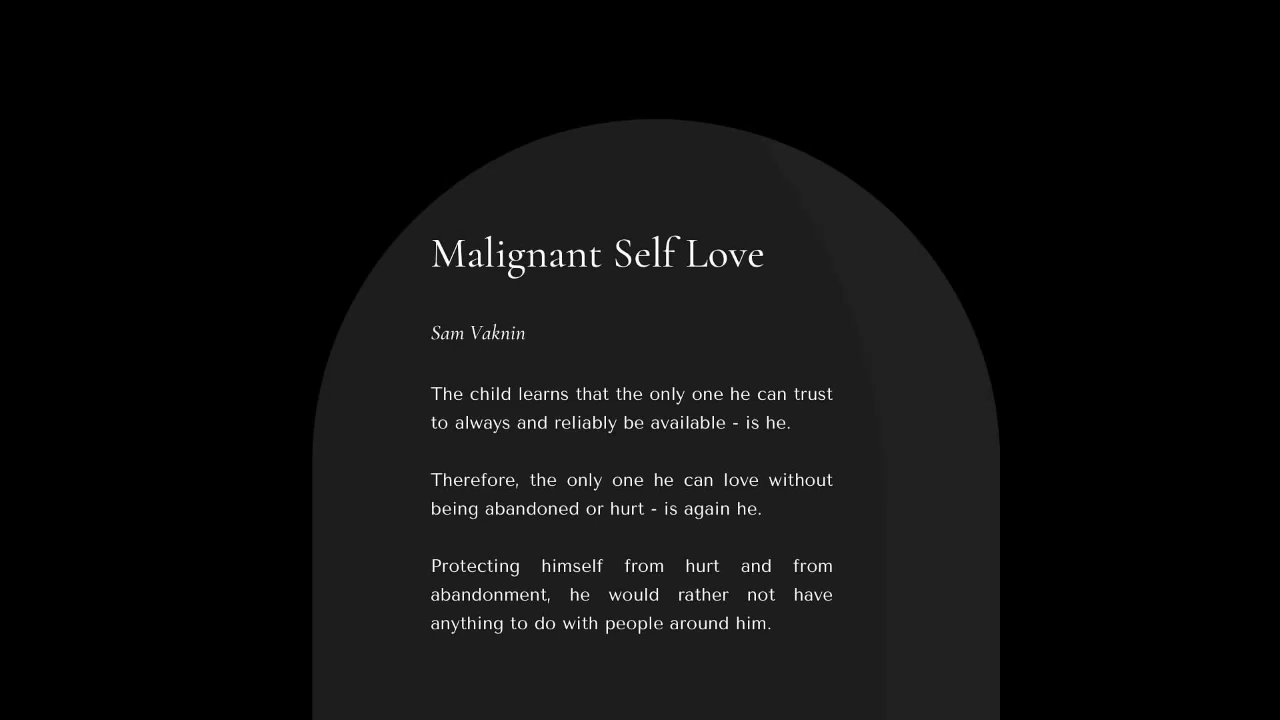 Malignant Self Love
Sam Vaknin
The child learns that the only one he can trust
to always and reliably be available - is he.
Therefore, the only one he can love without
being abandoned or hurt - is again he.
Protecting himself from hurt and from
abandonment, he would rather not have
anything to do with people around him.